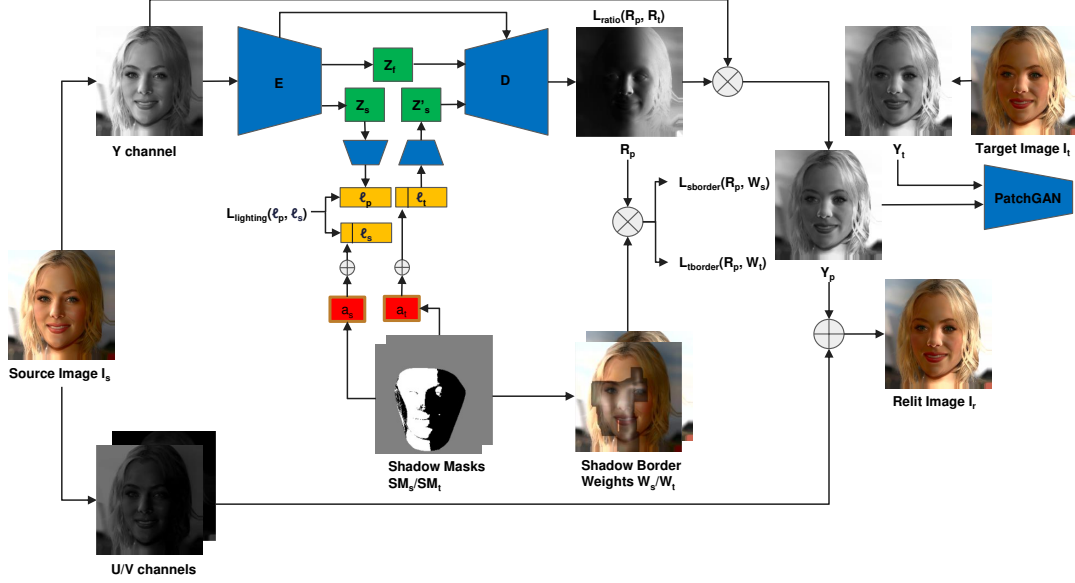 L_ratio(R_p, R_t)
E
Z_f
D
Z_s
Z'_s
Y channel
R_p
Y_t
Target Image I_t
ℓ_p
ℓ_t
L_lighting(ℓ_p, ℓ_s)
ℓ_s
L_sborder(R_p, W_s)
PatchGAN
L_tborder(R_p, W_t)
Y_p
a_s
a_t
Source Image I_s
Relit Image I_r
Shadow Masks
SM_s/SM_t
Shadow Border
Weights W_s/W_t
U/V channels